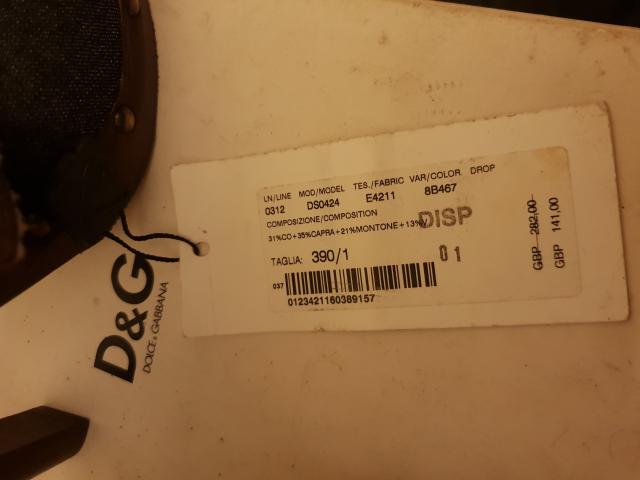 LN/LINE MOD/MODEL TES./FABRIC VAR/COLOR. DROP
0312 DS0424 E4211 8B467
COMPOSIZIONE/COMPOSITION
31%CO+35%CAPRA+21%MONTONE+13%
DISP
TAGLIA: 390/1
01
037
0123421160389157
GBP 282,00
GBP 141,00
D&G
DOLCE & GABBANA